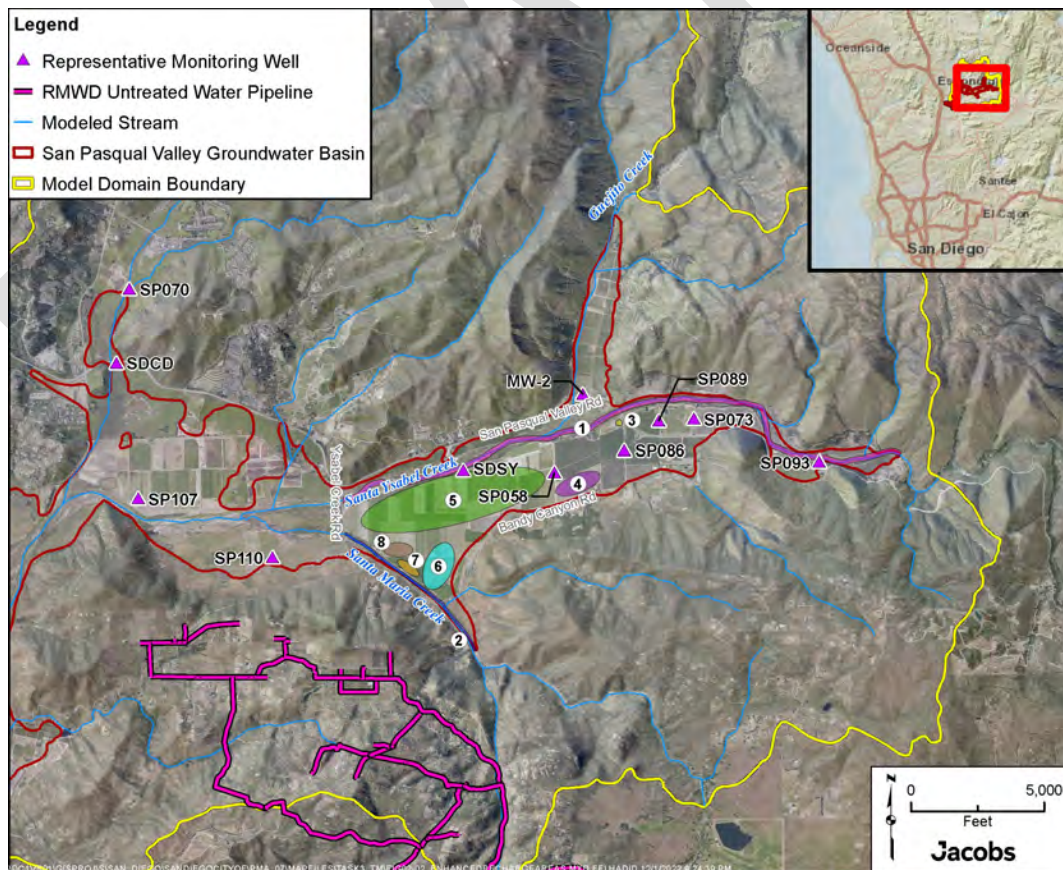 Legend
Representative Monitoring Well
RMWD Untreated Water Pipeline
Modeled Stream
San Pasqual Valley Groundwater Basin
Model Domain Boundary
Oceanside
Santee
El Cajon
San Diego
Guejito Creek
SP070
SDCD
MW-2
SP089
San Pasqual Valley Rd
3
SP073
1
SP086
SP093
Ysabel Creek Rd
Santa Ysabel Creek
SDSY
SP058
4
5
Bandy Canyon Rd
SP107
8
7
6
SP110
Santa Maria Creek
2
N
0 5,000
Feet
Jacobs